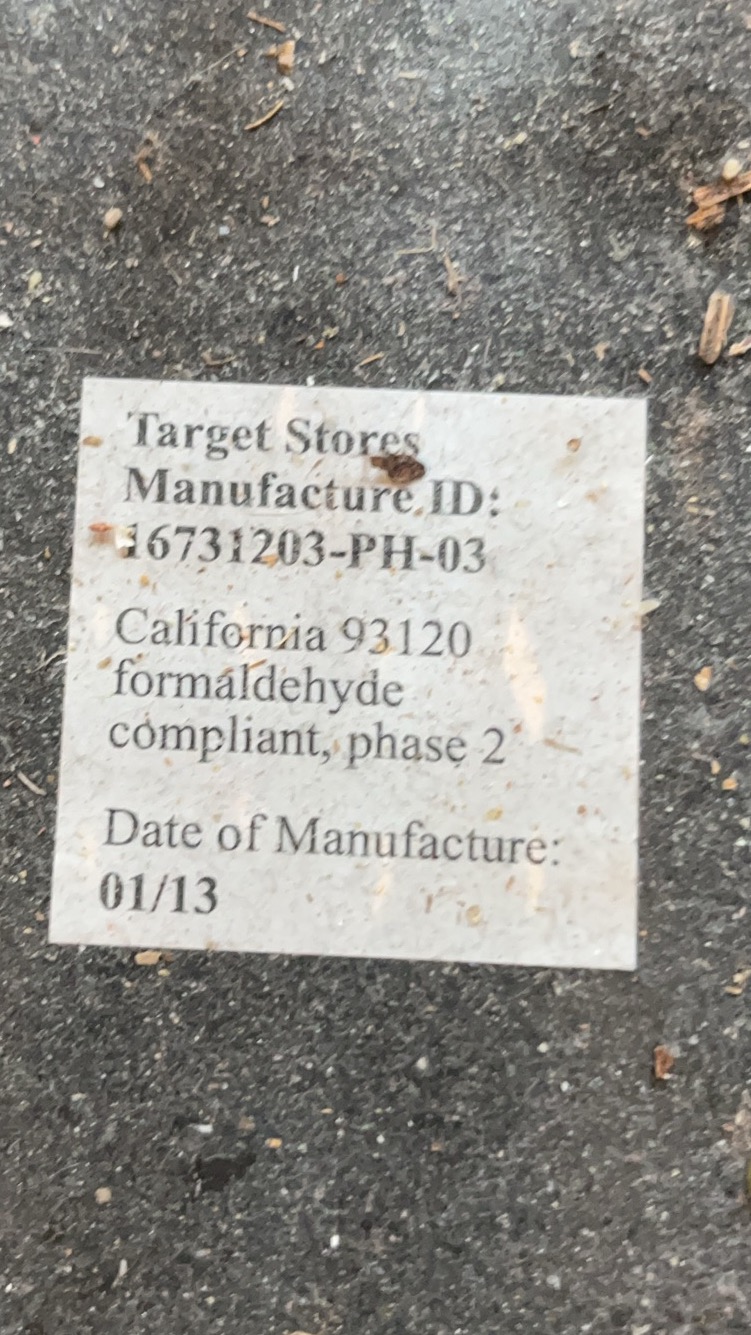 Target Stores
Manufacture ID:
16731203-PH-03
California 93120
formaldehyde
compliant, phase 2
Date of Manufacture:
01/13